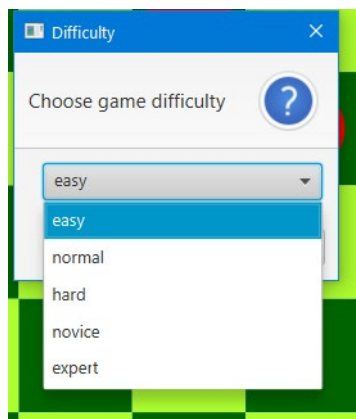 Difficulty
Choose game difficulty
?
easy
easy
normal
hard
novice
expert